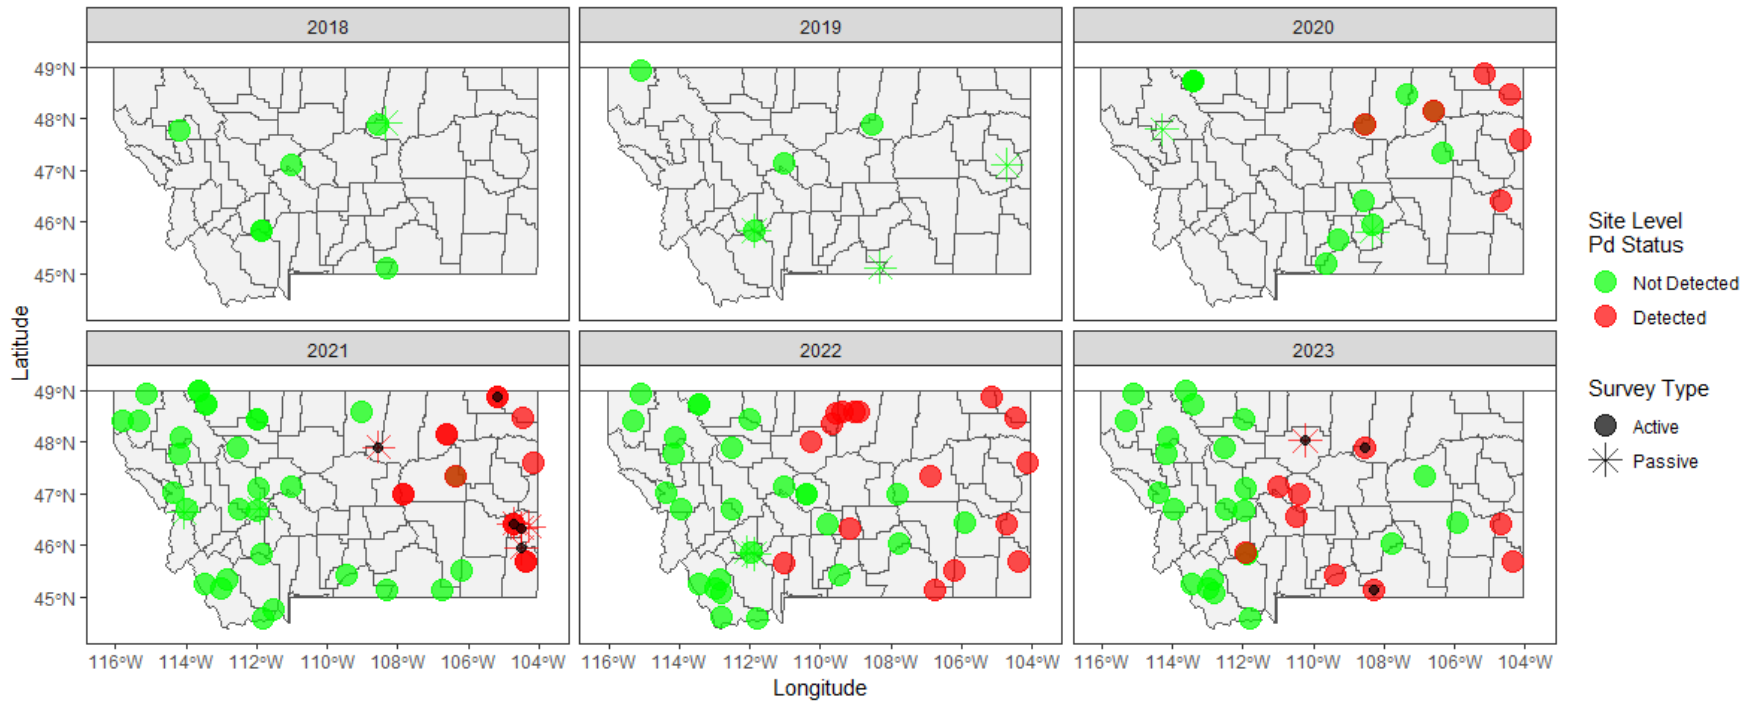 2018
2019
2020
49°N
48°N
47°N
46°N
45°N
2021
2022
2023
49°N
48°N
47°N
46°N
45°N
116°W 114°W 112°W 110°W 108°W 106°W 104°W
116°W 114°W 112°W 110°W 108°W 106°W 104°W
116°W 114°W 112°W 110°W 108°W 106°W 104°W
Longitude
Latitude
Site Level
Pd Status
Not Detected
Detected
Survey Type
Active
Passive